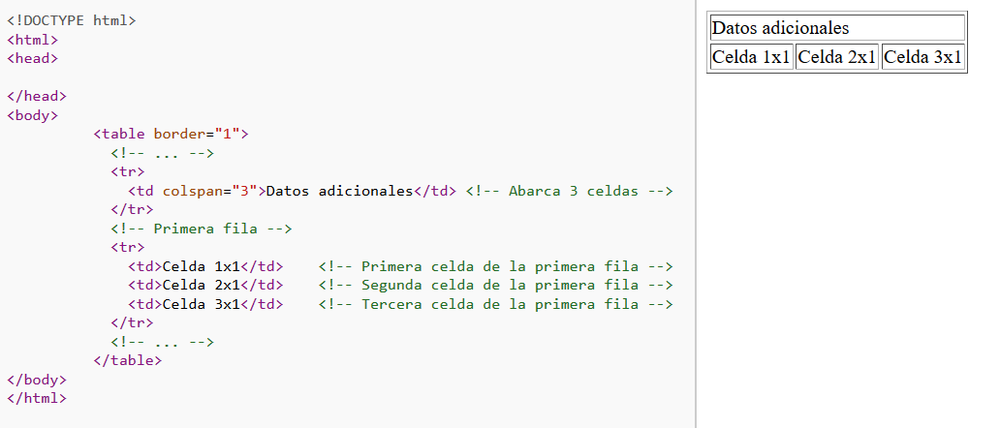 <!DOCTYPE html>
<html>
<head>
</head>
<body>
<table border="1">
<!-- ... -->
<tr>
<td colspan="3">Datos adicionales</td> <!-- Abarca 3 celdas -->
</tr>
<!-- Primera fila -->
<tr>
<td>Celda 1x1</td>    <!-- Primera celda de la primera fila -->
<td>Celda 2x1</td>    <!-- Segunda celda de la primera fila -->
<td>Celda 3x1</td>    <!-- Tercera celda de la primera fila -->
</tr>
<!-- ... -->
</table>
</body>
</html>
Datos adicionales
Celda 1x1 Celda 2x1 Celda 3x1